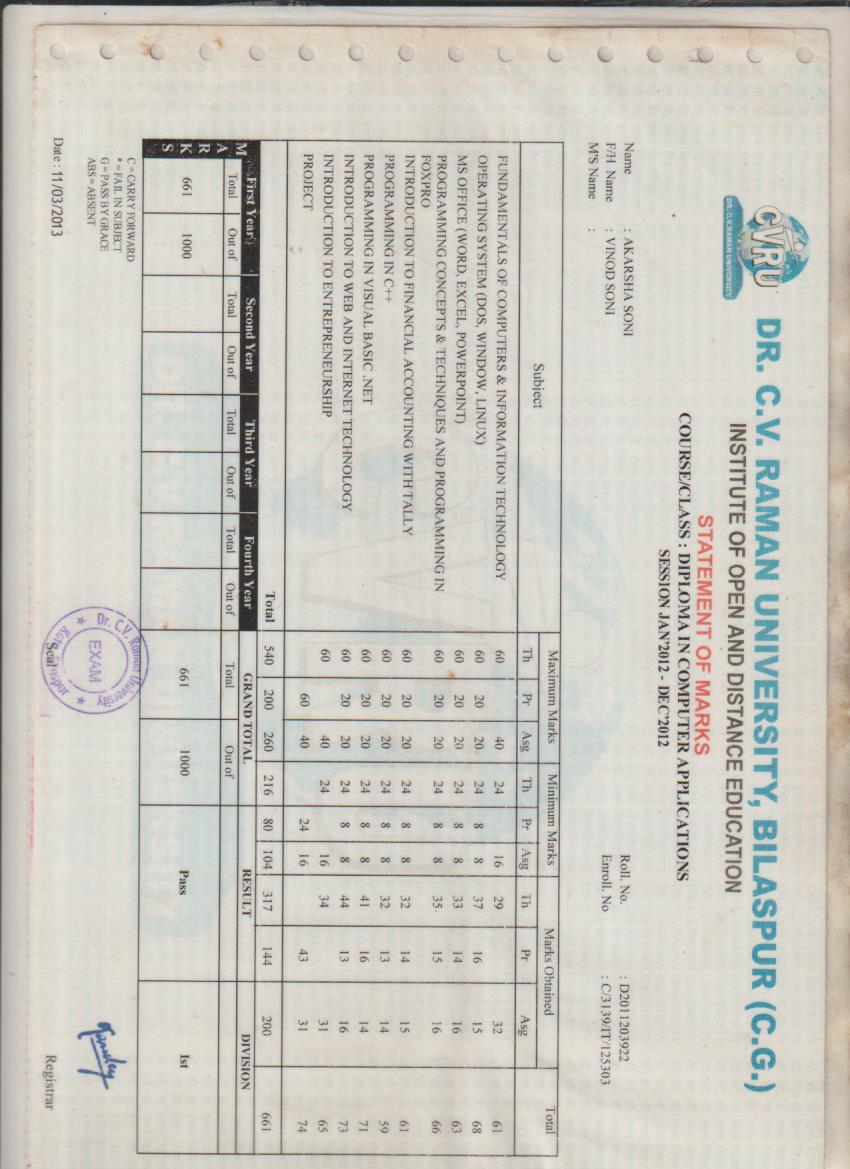 CVRU
DR. C.V.RAMAN UNIVERSITY
DR. C.V. RAMAN UNIVERSITY, BILASPUR (C.G.)
INSTITUTE OF OPEN AND DISTANCE EDUCATION
STATEMENT OF MARKS
COURSE/CLASS : DIPLOMA IN COMPUTER APPLICATIONS
SESSION JAN'2012 - DEC'2012
Name : AKARSHA SONI Roll. No. : D2011203922
F/H Name : VINOD SONI Enroll. No : C/3139/IT/125303
M'S Name :
Subject Maximum Marks Minimum Marks Marks Obtained Total
Th Pr Asg Th Pr Asg Th Pr Asg
FUNDAMENTALS OF COMPUTERS & INFORMATION TECHNOLOGY 60 40 24 16 29 32 61
OPERATING SYSTEM (DOS, WINDOW, LINUX) 60 20 20 24 8 8 37 16 15 68
MS OFFICE (WORD, EXCEL, POWERPOINT) 60 20 20 24 8 8 33 14 16 63
PROGRAMMING CONCEPTS & TECHNIQUES AND PROGRAMMING IN 60 20 20 24 8 8 35 15 16 66
FOXPRO
INTRODUCTION TO FINANCIAL ACCOUNTING WITH TALLY 60 20 20 24 8 8 32 14 15 61
PROGRAMMING IN C++ 60 20 20 24 8 8 32 13 14 59
PROGRAMMING IN VISUAL BASIC .NET 60 20 20 24 8 8 41 16 14 71
INTRODUCTION TO WEB AND INTERNET TECHNOLOGY 60 20 20 24 8 8 44 13 16 73
INTRODUCTION TO ENTREPRENEURSHIP 60 40 24 16 34 31 65
PROJECT 60 40 24 16 43 31 74
Total 540 200 260 216 80 104 317 144 200 661
MARKS First Year Second Year Third Year Fourth Year GRAND TOTAL RESULT DIVISION
Total Out of Total Out of Total Out of Total Out of Total Out of
661 1000 661 1000 Pass Ist
C = CARRY FORWARD
* = FAIL IN SUBJECT
G = PASS BY GRACE
ABS = ABSENT
Date : 11/03/2013 Seal Registrar
Dr. C.V. Raman University
EXAM
Kota